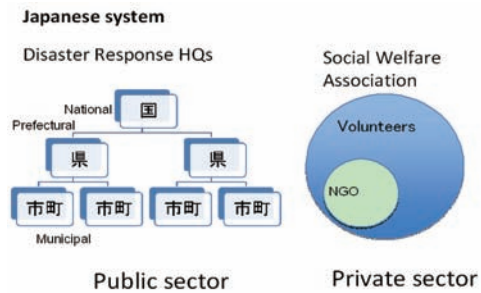 Japanese system
Disaster Response HQs
National
国
Prefectural
県
県
市町
市町
市町
市町
Municipal
Public sector
Social Welfare
Association
Volunteers
NGO
Private sector